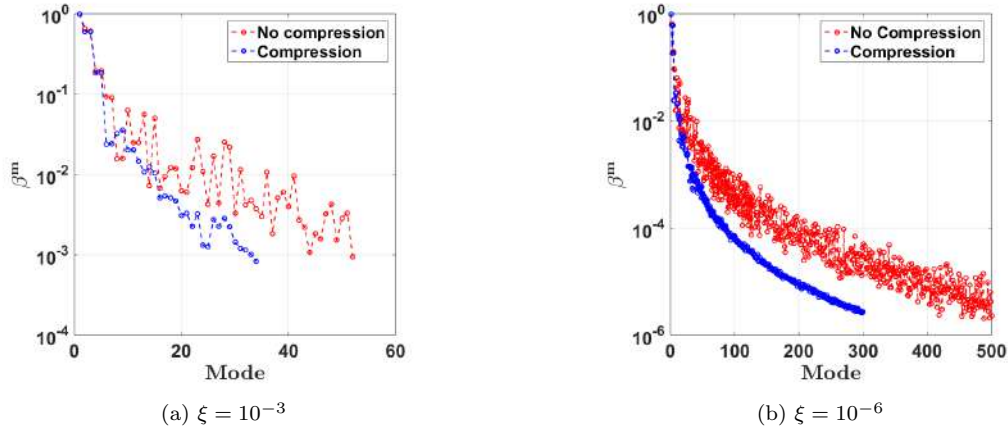 10^0
10^-1
10^-2
10^-3
10^-4
β^m
0 20 40 60
Mode
No compression
Compression
(a) ξ = 10^-3
10^0
10^-2
10^-4
10^-6
β^m
0 100 200 300 400 500
Mode
No Compression
Compression
(b) ξ = 10^-6